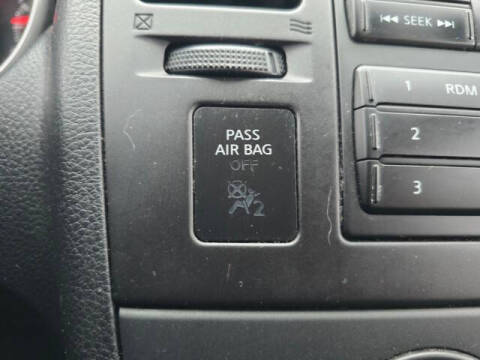 SEEK
1 RDM
2
3
PASS
AIR BAG
OFF
2